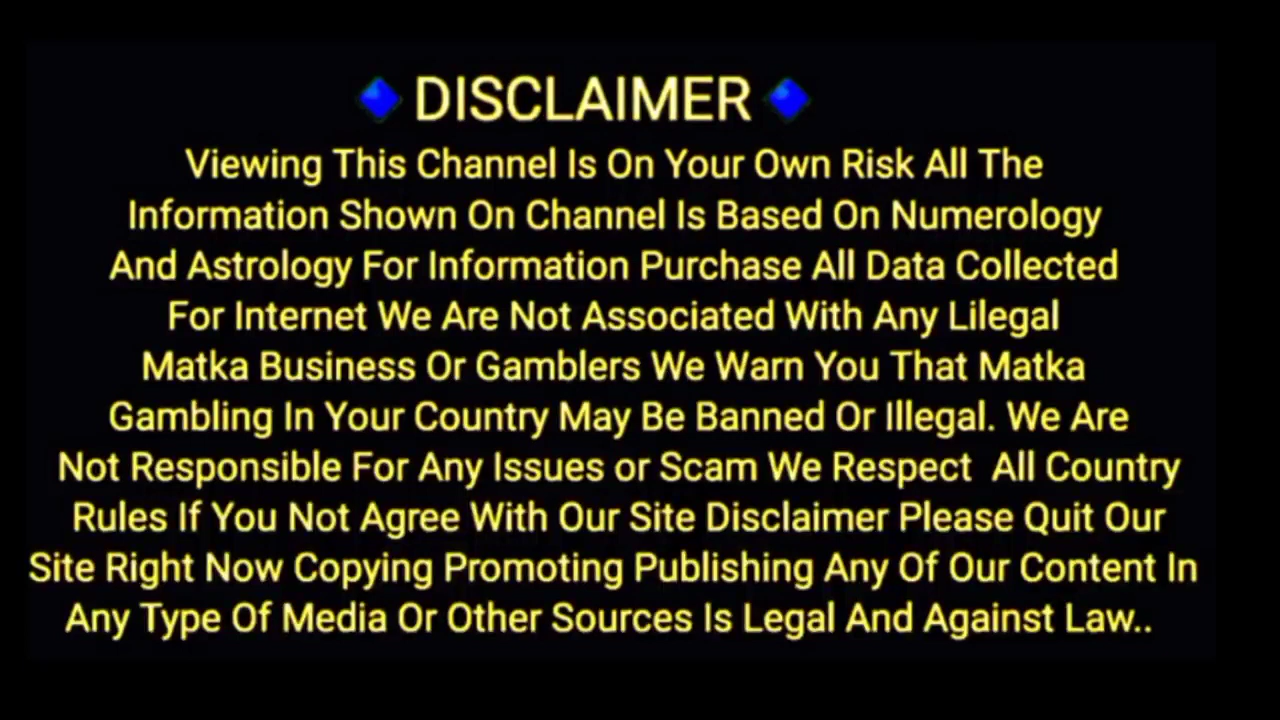 DISCLAIMER
Viewing This Channel Is On Your Own Risk All The
Information Shown On Channel Is Based On Numerology
And Astrology For Information Purchase All Data Collected
For Internet We Are Not Associated With Any Lilegal
Matka Business Or Gamblers We Warn You That Matka
Gambling In Your Country May Be Banned Or Illegal. We Are
Not Responsible For Any Issues or Scam We Respect  All Country
Rules If You Not Agree With Our Site Disclaimer Please Quit Our
Site Right Now Copying Promoting Publishing Any Of Our Content In
Any Type Of Media Or Other Sources Is Legal And Against Law..